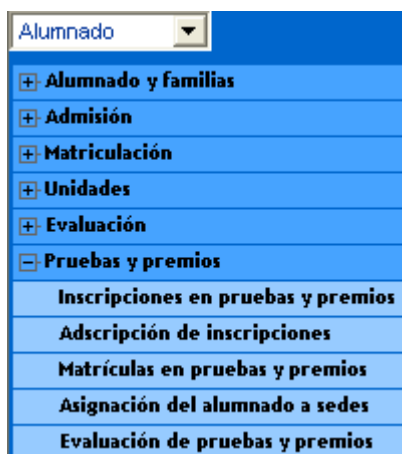 Alumnado
Alumnado y familias
Admisión
Matriculación
Unidades
Evaluación
Pruebas y premios
Inscripciones en pruebas y premios
Adscripción de inscripciones
Matrículas en pruebas y premios
Asignación del alumnado a sedes
Evaluación de pruebas y premios